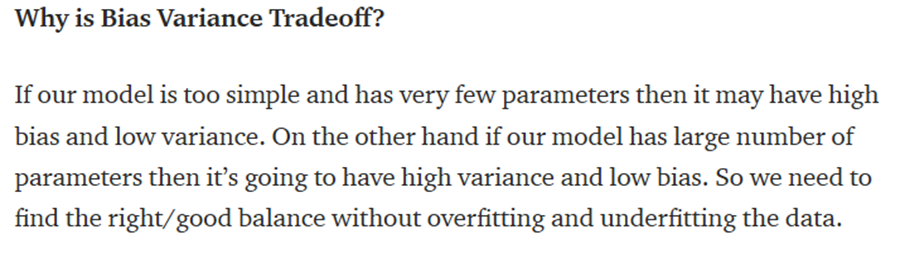 Why is Bias Variance Tradeoff?
If our model is too simple and has very few parameters then it may have high
bias and low variance. On the other hand if our model has large number of
parameters then it’s going to have high variance and low bias. So we need to
find the right/good balance without overfitting and underfitting the data.